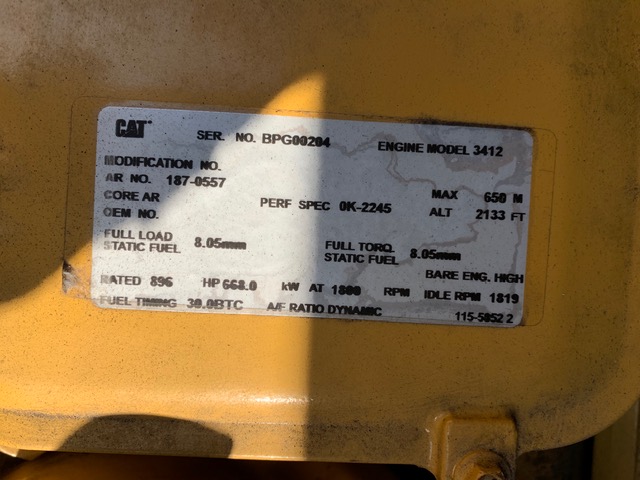 CAT SER. NO. BPG00204 ENGINE MODEL 3412
MODIFICATION NO.
AR NO. 187-0557
CORE AR PERF SPEC 0K-2245 MAX 650 M
OEM NO. ALT 2133 FT
FULL LOAD
STATIC FUEL 8.05mm FULL TORQ.
STATIC FUEL 8.05mm
BARE ENG. HIGH
RATED 896 HP 668.0 kW AT 1800 RPM IDLE RPM 1819
FUEL TIMING 30.0BTC A/F RATIO DYNAMIC 115-5852 2